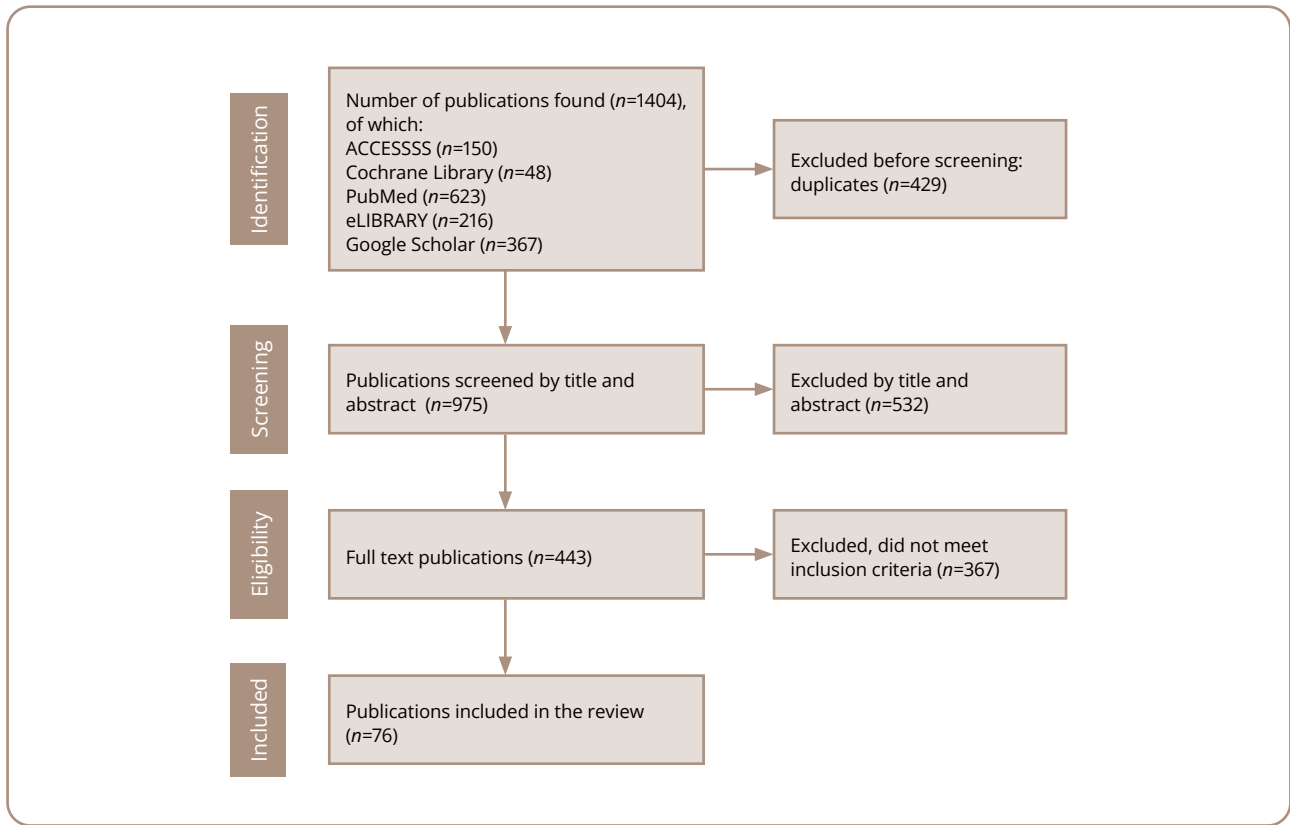 Identification
Number of publications found (n=1404),
of which:
ACCESSSS (n=150)
Cochrane Library (n=48)
PubMed (n=623)
eLIBRARY (n=216)
Google Scholar (n=367)
Excluded before screening:
duplicates (n=429)
Screening
Publications screened by title and
abstract (n=975)
Excluded by title and
abstract (n=532)
Eligibility
Full text publications (n=443)
Excluded, did not meet
inclusion criteria (n=367)
Included
Publications included in the review
(n=76)